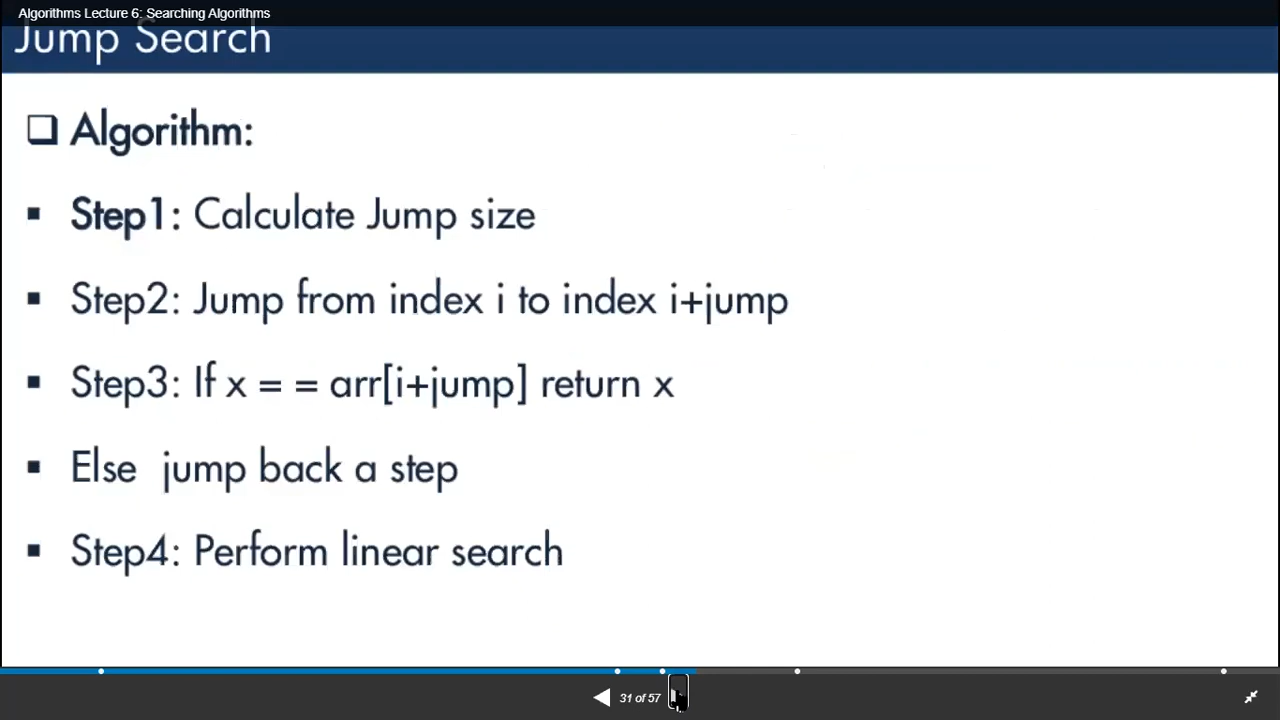 Algorithms Lecture 6: Searching Algorithms
Jump Search
Algorithm:
Step1: Calculate Jump size
Step2: Jump from index i to index i+jump
Step3: If x = = arr[i+jump] return x
Else jump back a step
Step4: Perform linear search
31 of 57